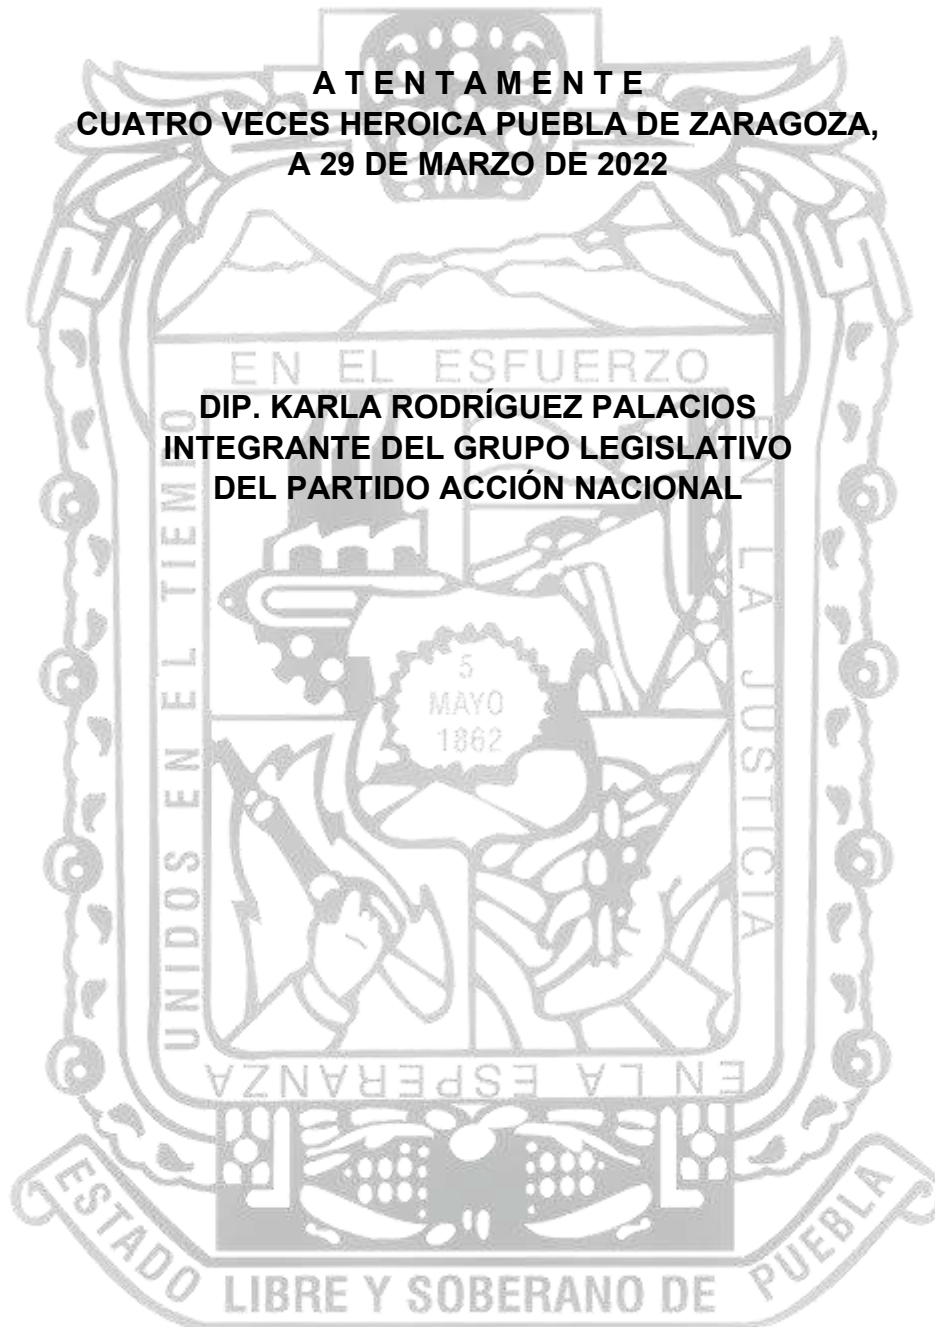 A T E N T A M E N T E
CUATRO VECES HEROICA PUEBLA DE ZARAGOZA,
A 29 DE MARZO DE 2022
EN EL ESFUERZO
DIP. KARLA RODRÍGUEZ PALACIOS
INTEGRANTE DEL GRUPO LEGISLATIVO
DEL PARTIDO ACCIÓN NACIONAL
UNIDOS EN EL TIEMPO
EN LA JUSTICIA
5
MAYO
1862
EN LA ESPERANZA
ESTADO LIBRE Y SOBERANO DE PUEBLA